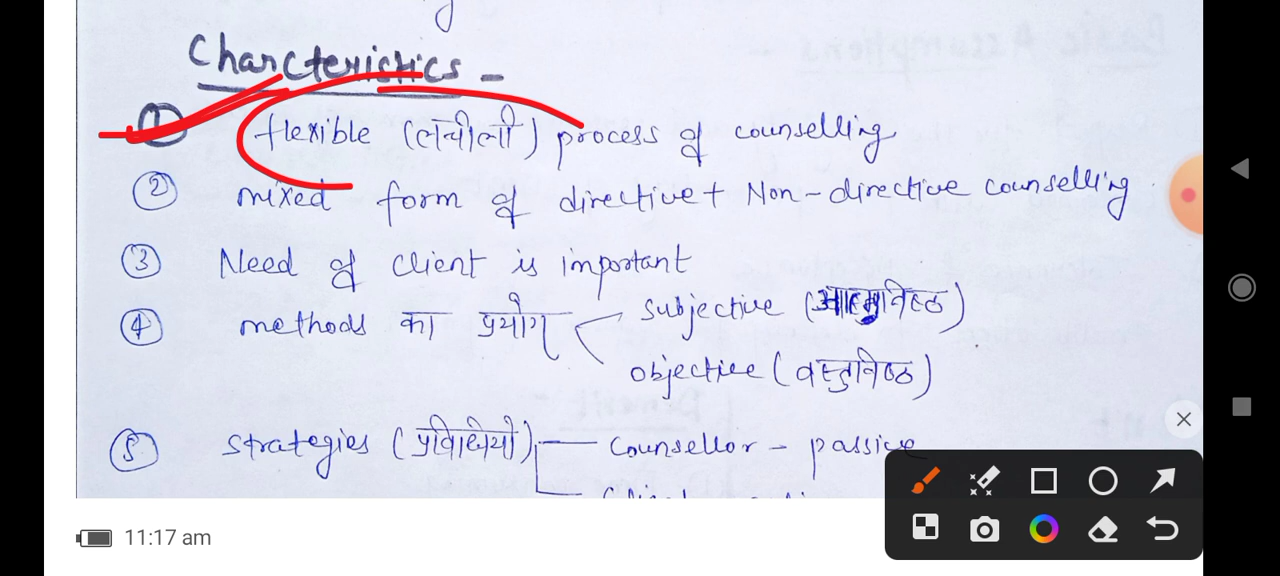 Charcteristics -
① flexible (लचीली) process of counselling
② mixed form of directive + Non-directive counselling
③ Need of client is important
④ methods का प्रयोग subjective (आत्मनिष्ठ)
objective (वस्तुनिष्ठ)
⑤ strategies (प्रविधियों) Counsellor - passive
11:17 am